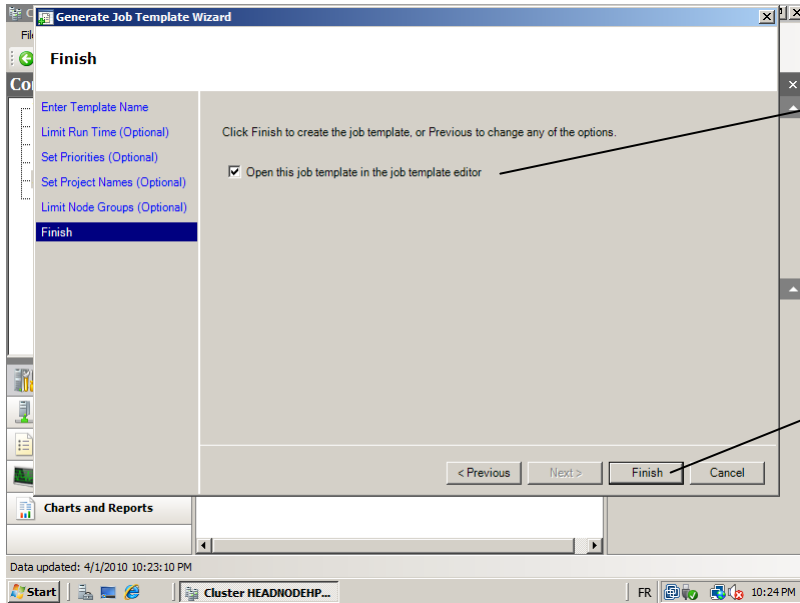 Generate Job Template Wizard
Finish
Enter Template Name
Limit Run Time (Optional)
Set Priorities (Optional)
Set Project Names (Optional)
Limit Node Groups (Optional)
Finish
Click Finish to create the job template, or Previous to change any of the options.
Open this job template in the job template editor
< Previous
Next >
Finish
Cancel
Charts and Reports
Data updated: 4/1/2010 10:23:10 PM
Start
Cluster HEADNODEHP...
FR
10:24 PM